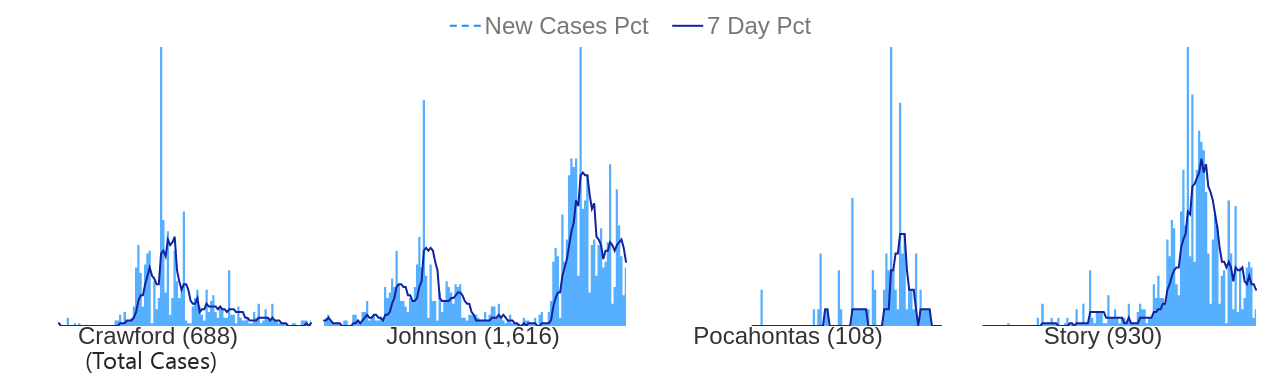 New Cases Pct 7 Day Pct
Crawford (688) Johnson (1,616) Pocahontas (108) Story (930)
(Total Cases)